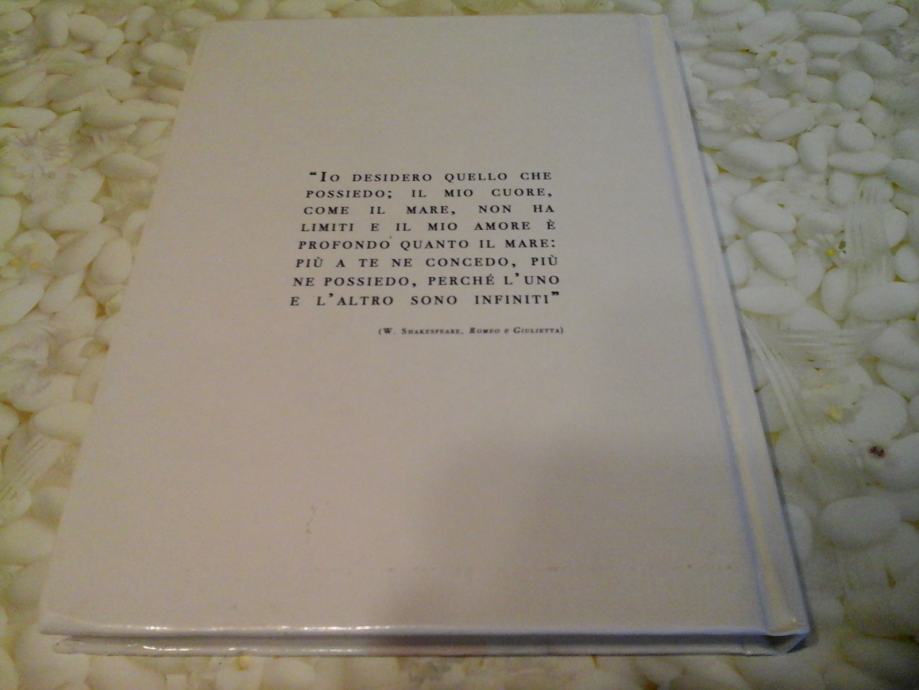 “Io desidero quello che
possiedo; il mio cuore,
come il mare, non ha
limiti e il mio amore è
profondo quanto il mare:
più a te ne concedo, più
ne possiedo, perché l'uno
e l'altro sono infiniti”
(W. Shakespeare, Romeo e Giulietta)